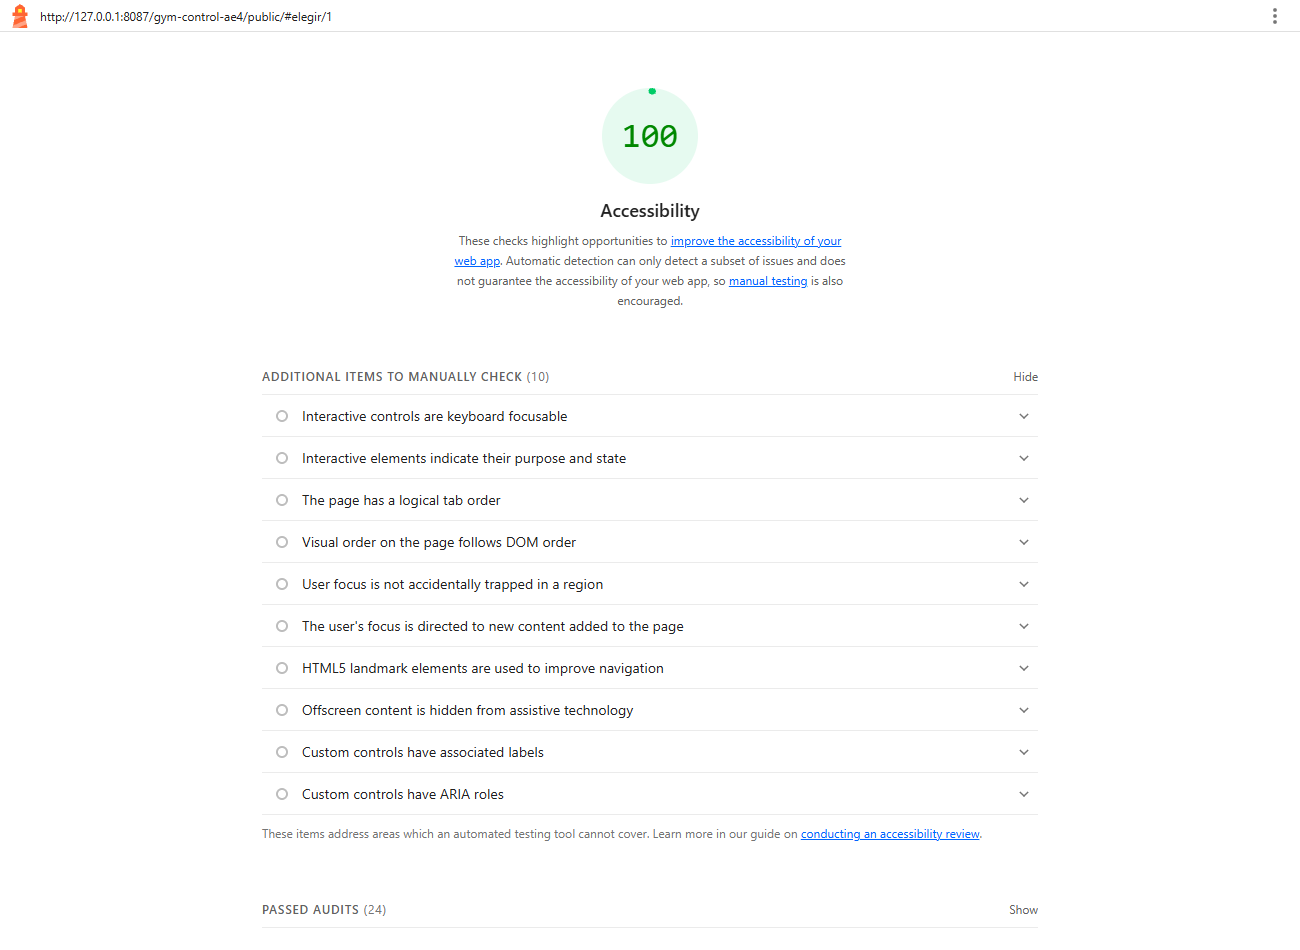 http://127.0.0.1:8087/gym-control-ae4/public/#elegir/1
100
Accessibility
These checks highlight opportunities to improve the accessibility of your
web app. Automatic detection can only detect a subset of issues and does
not guarantee the accessibility of your web app, so manual testing is also
encouraged.
ADDITIONAL ITEMS TO MANUALLY CHECK (10) Hide
Interactive controls are keyboard focusable
Interactive elements indicate their purpose and state
The page has a logical tab order
Visual order on the page follows DOM order
User focus is not accidentally trapped in a region
The user's focus is directed to new content added to the page
HTML5 landmark elements are used to improve navigation
Offscreen content is hidden from assistive technology
Custom controls have associated labels
Custom controls have ARIA roles
These items address areas which an automated testing tool cannot cover. Learn more in our guide on conducting an accessibility review.
PASSED AUDITS (24) Show